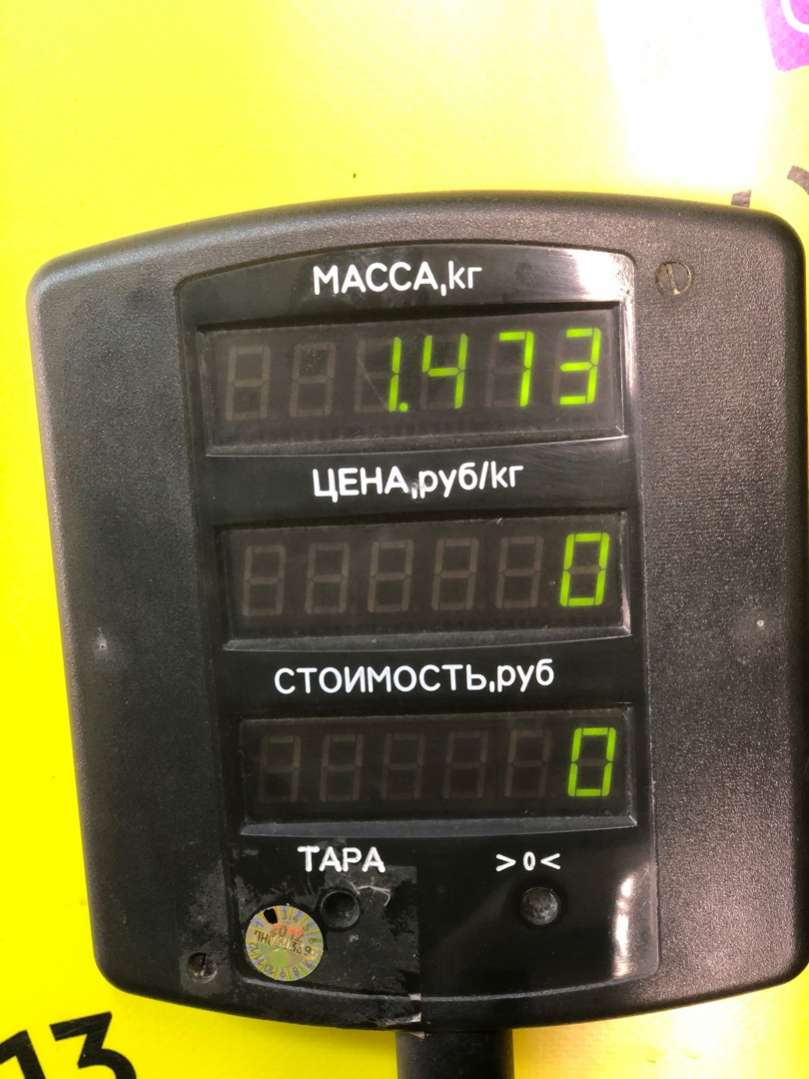 МАССА,кг
1.473
ЦЕНА,руб/кг
0
СТОИМОСТЬ,руб
0
ТАРА >0<